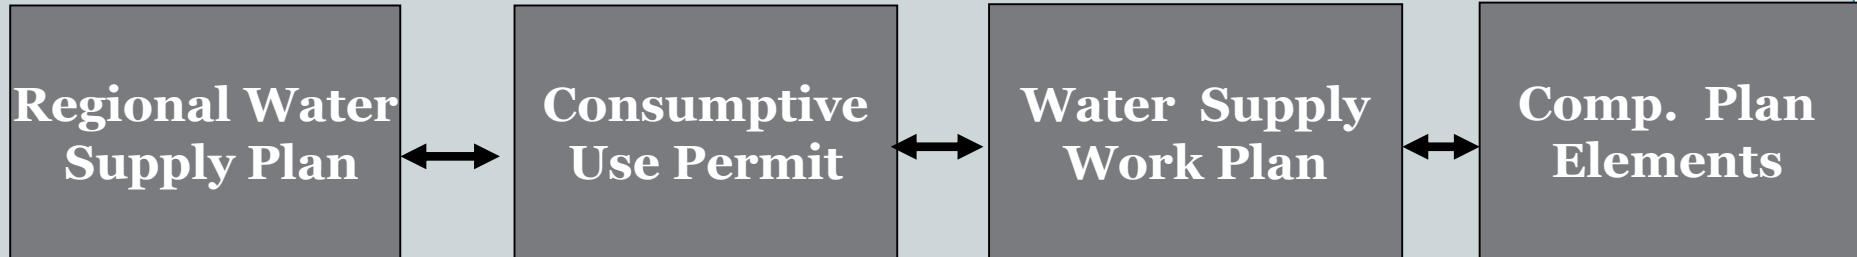 Regional Water
Supply Plan
Consumptive
Use Permit
Water Supply
Work Plan
Comp. Plan
Elements